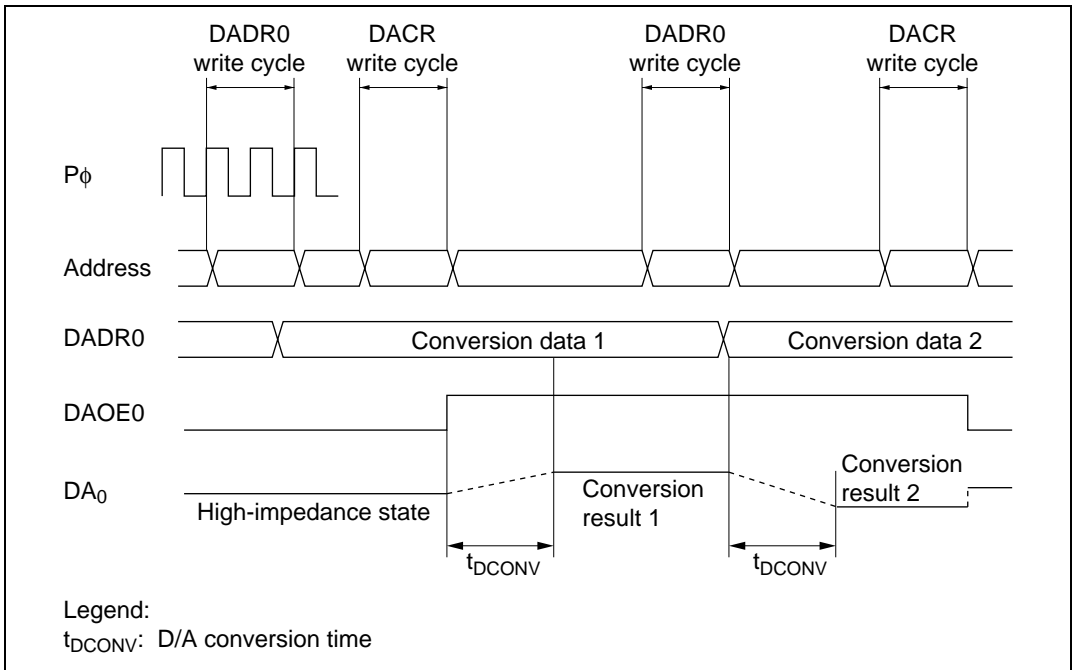 DADR0 write cycle
DACR write cycle
DADR0 write cycle
DACR write cycle
Pϕ
Address
DADR0
Conversion data 1
Conversion data 2
DAOE0
DA0
High-impedance state
Conversion result 1
Conversion result 2
tDCONV
tDCONV
Legend:
tDCONV: D/A conversion time